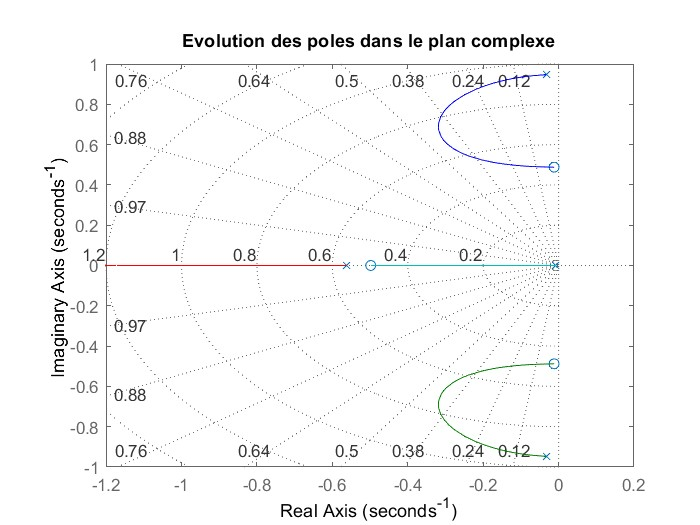 Evolution des poles dans le plan complexe
1
0.76 0.64 0.5 0.38 0.24 0.12
0.8
0.88
0.6
0.4
0.97
0.2
1.2 1 0.8 0.6 0.4 0.2
0
-0.2
0.97
-0.4
-0.6
0.88
-0.8
0.76 0.64 0.5 0.38 0.24 0.12
-1
-1.2 -1 -0.8 -0.6 -0.4 -0.2 0 0.2
Real Axis (seconds⁻¹)
Imaginary Axis (seconds⁻¹)